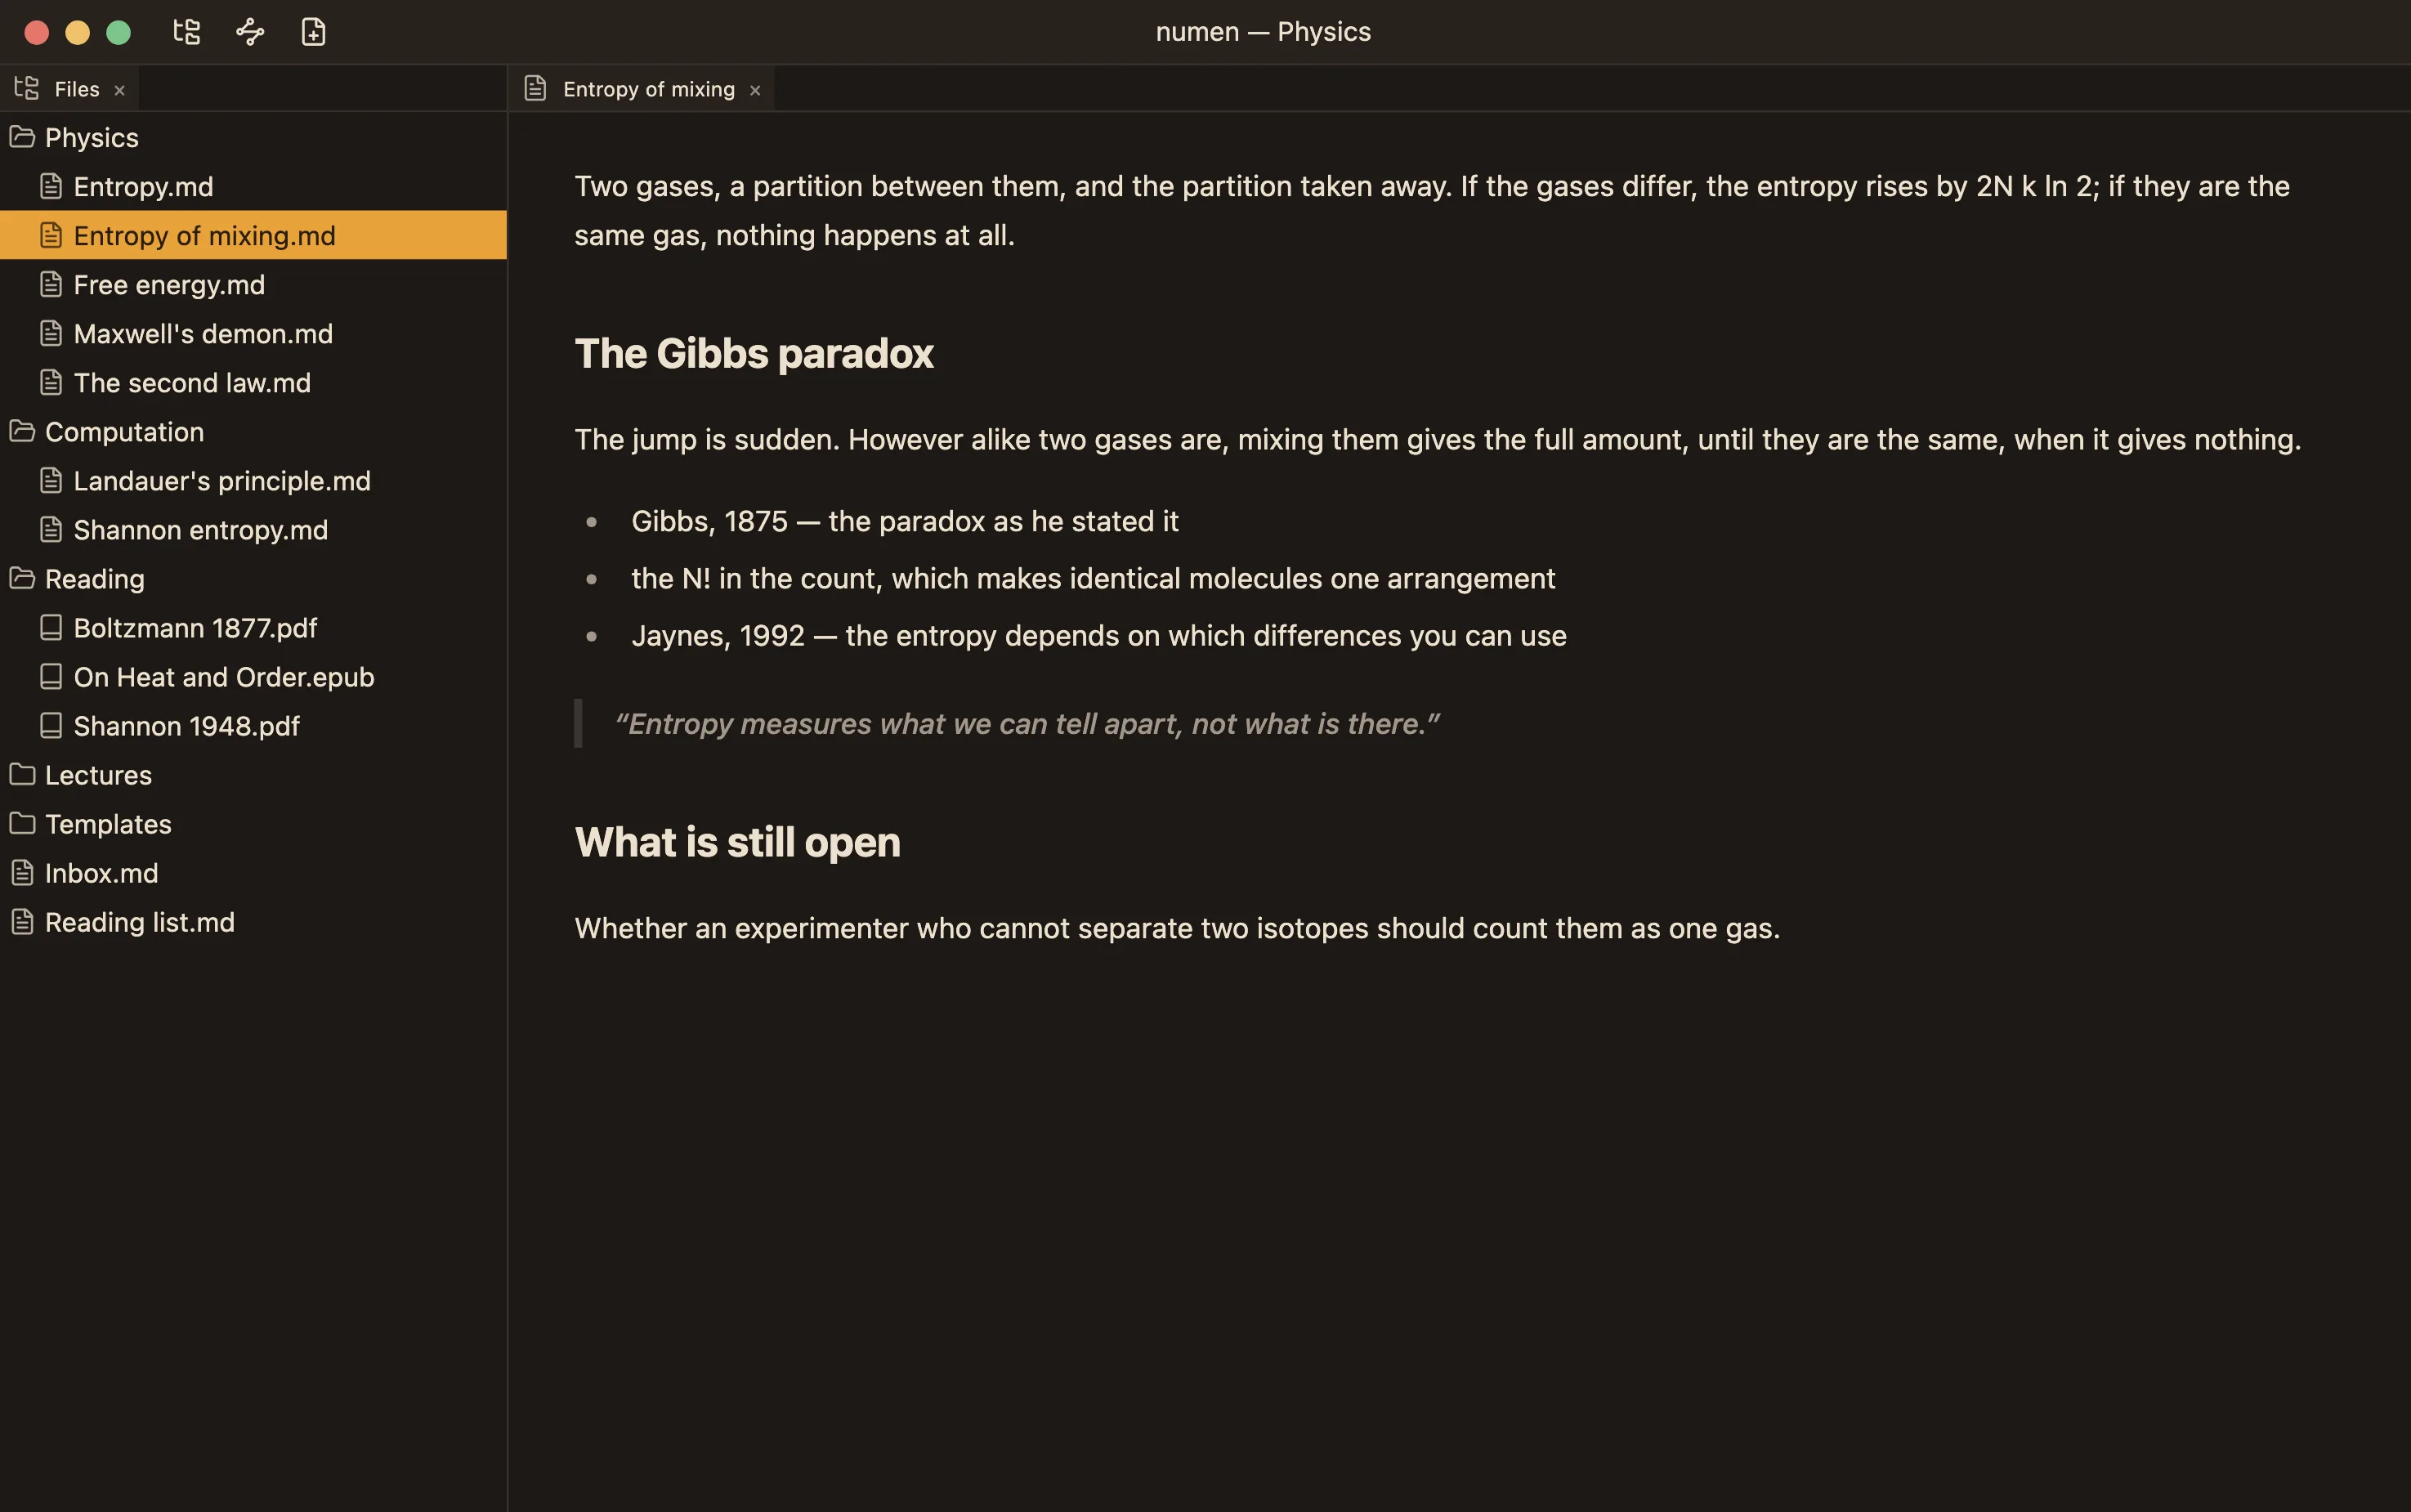 numen — Physics
Files
Entropy of mixing
Physics
Entropy.md
Entropy of mixing.md
Free energy.md
Maxwell's demon.md
The second law.md
Computation
Landauer's principle.md
Shannon entropy.md
Reading
Boltzmann 1877.pdf
On Heat and Order.epub
Shannon 1948.pdf
Lectures
Templates
Inbox.md
Reading list.md
Two gases, a partition between them, and the partition taken away. If the gases differ, the entropy rises by 2N k ln 2; if they are the
same gas, nothing happens at all.
The Gibbs paradox
The jump is sudden. However alike two gases are, mixing them gives the full amount, until they are the same, when it gives nothing.
• Gibbs, 1875 — the paradox as he stated it
• the N! in the count, which makes identical molecules one arrangement
• Jaynes, 1992 — the entropy depends on which differences you can use
“Entropy measures what we can tell apart, not what is there.”
What is still open
Whether an experimenter who cannot separate two isotopes should count them as one gas.